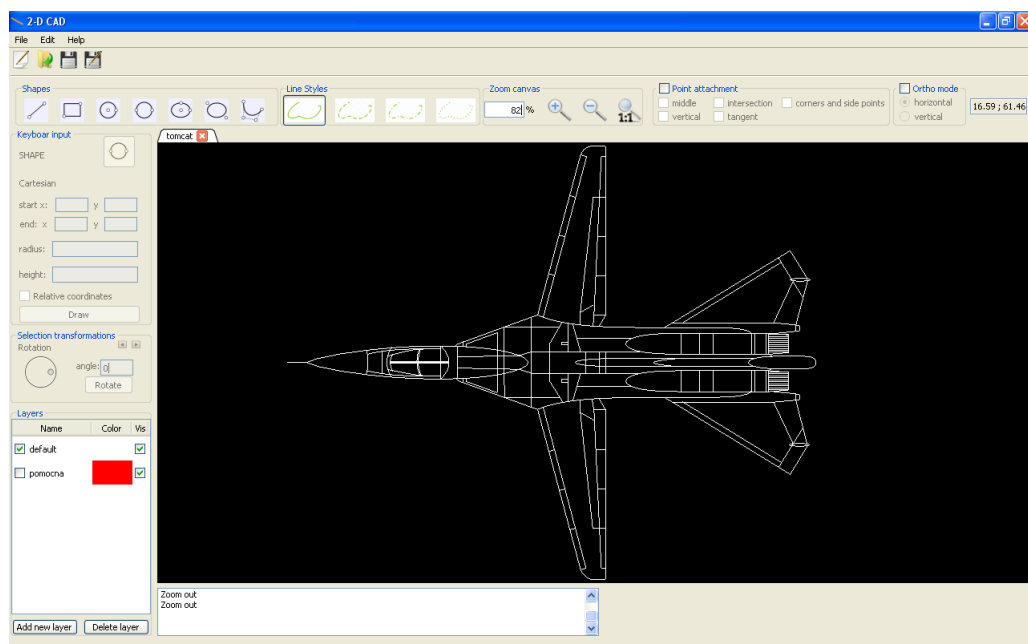 2-D CAD
File Edit Help
Shapes
Line Styles
Zoom canvas
82 %
1:1
Point attachment
middle intersection corners and side points
vertical tangent
Ortho mode
horizontal
vertical
16.59 ; 61.46
Keyboar input
SHAPE
Cartesian
start x: y
end: x y
radius:
height:
Relative coordinates
Draw
Selection transformations
Rotation
angle: 0
Rotate
Layers
Name Color Vis
default
pomocna
Add new layer Delete layer
tomcat
Zoom out
Zoom out